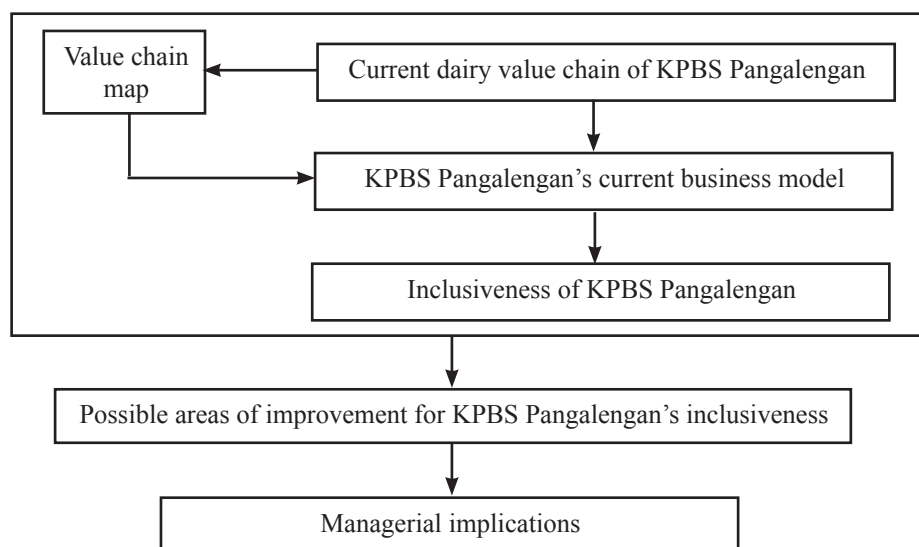 Value chain
map
Current dairy value chain of KPBS Pangalengan
KPBS Pangalengan’s current business model
Inclusiveness of KPBS Pangalengan
Possible areas of improvement for KPBS Pangalengan’s inclusiveness
Managerial implications